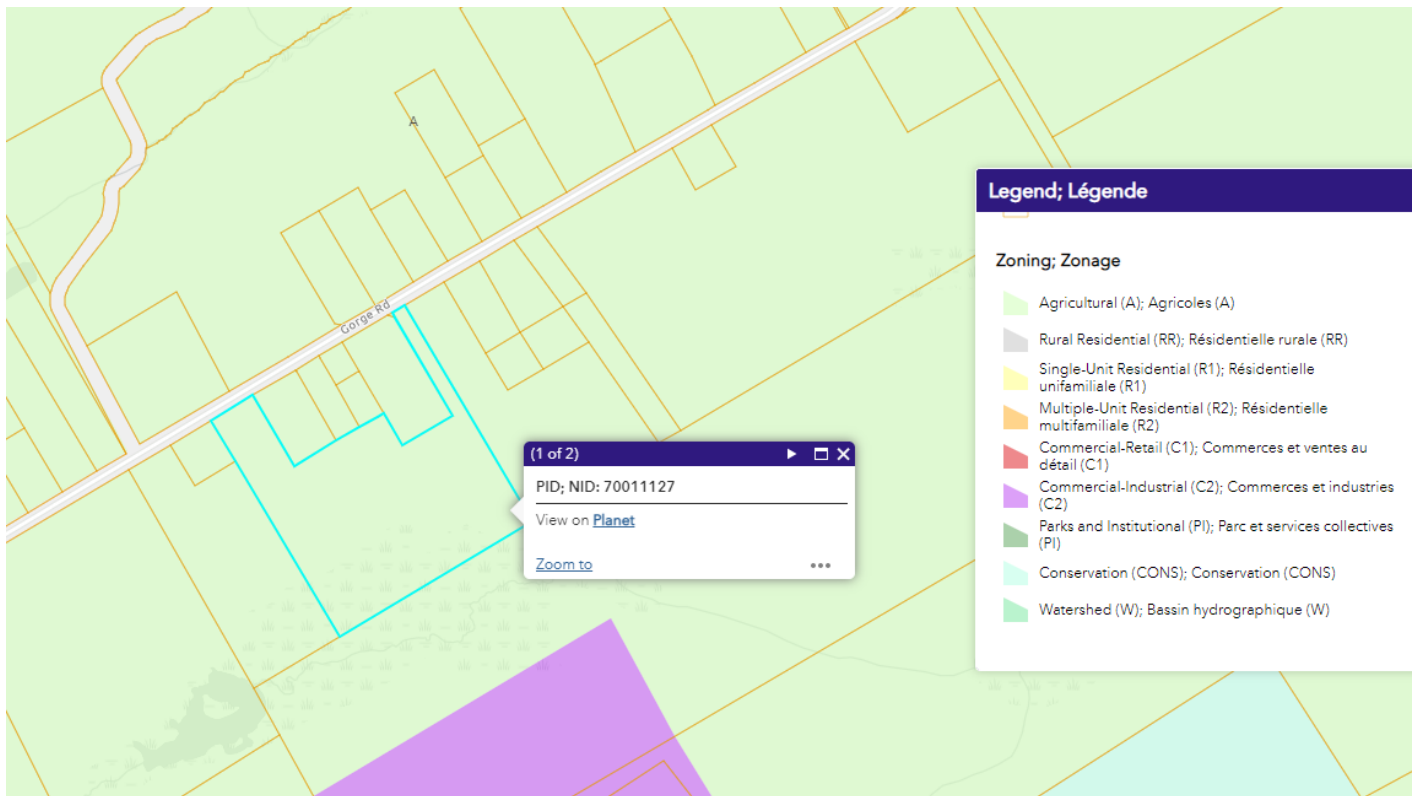 A
Gorge Rd
(1 of 2)
PID; NID: 70011127
View on Planet
Zoom to
Legend; Légende
Zoning; Zonage
Agricultural (A); Agricoles (A)
Rural Residential (RR); Résidentielle rurale (RR)
Single-Unit Residential (R1); Résidentielle
unifamiliale (R1)
Multiple-Unit Residential (R2); Résidentielle
multifamiliale (R2)
Commercial-Retail (C1); Commerces et ventes au
détail (C1)
Commercial-Industrial (C2); Commerces et industries
(C2)
Parks and Institutional (PI); Parc et services collectives
(PI)
Conservation (CONS); Conservation (CONS)
Watershed (W); Bassin hydrographique (W)